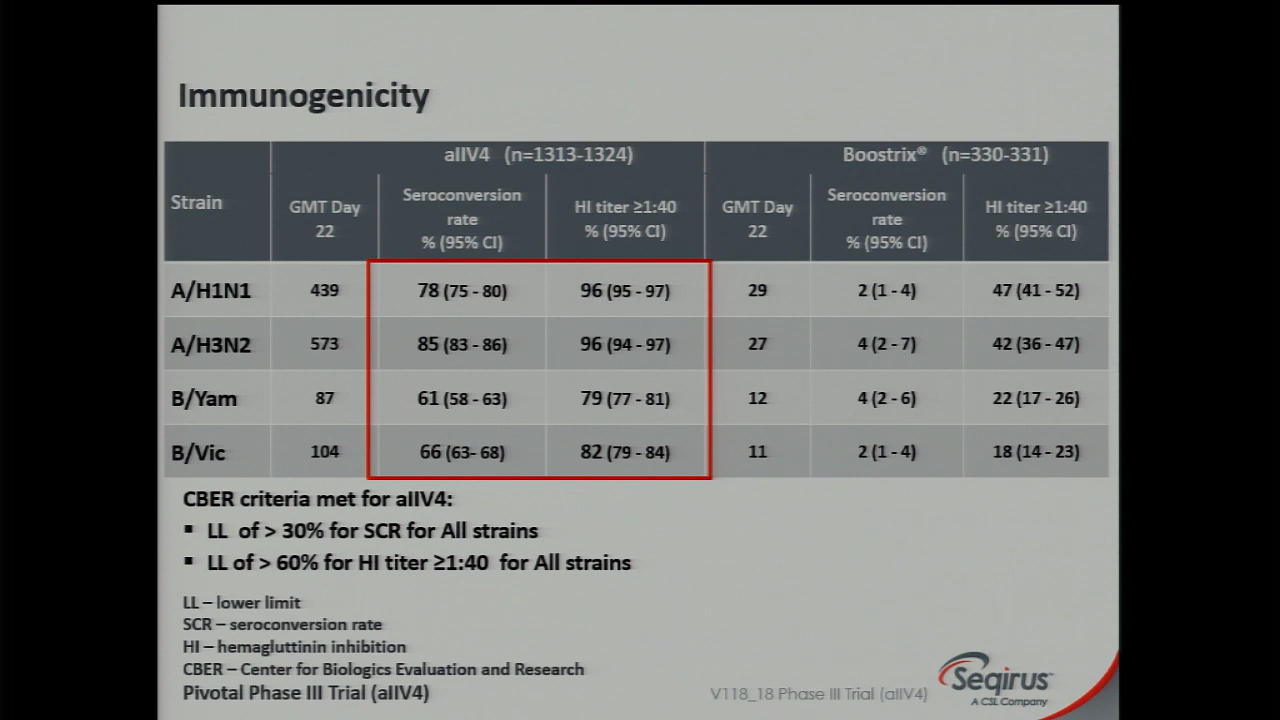 Immunogenicity
aIIV4 (n=1313-1324) Boostrix® (n=330-331)
Strain GMT Day 22 Seroconversion rate % (95% CI) HI titer ≥1:40 % (95% CI) GMT Day 22 Seroconversion rate % (95% CI) HI titer ≥1:40 % (95% CI)
A/H1N1 439 78 (75 - 80) 96 (95 - 97) 29 2 (1 - 4) 47 (41 - 52)
A/H3N2 573 85 (83 - 86) 96 (94 - 97) 27 4 (2 - 7) 42 (36 - 47)
B/Yam 87 61 (58 - 63) 79 (77 - 81) 12 4 (2 - 6) 22 (17 - 26)
B/Vic 104 66 (63- 68) 82 (79 - 84) 11 2 (1 - 4) 18 (14 - 23)
CBER criteria met for aIIV4:
▪ LL of > 30% for SCR for All strains
▪ LL of > 60% for HI titer ≥1:40 for All strains
LL – lower limit
SCR – seroconversion rate
HI – hemagluttinin inhibition
CBER – Center for Biologics Evaluation and Research
Pivotal Phase III Trial (aIIV4)
V118_18 Phase III Trial (aIIV4)
Seqirus™
A CSL Company